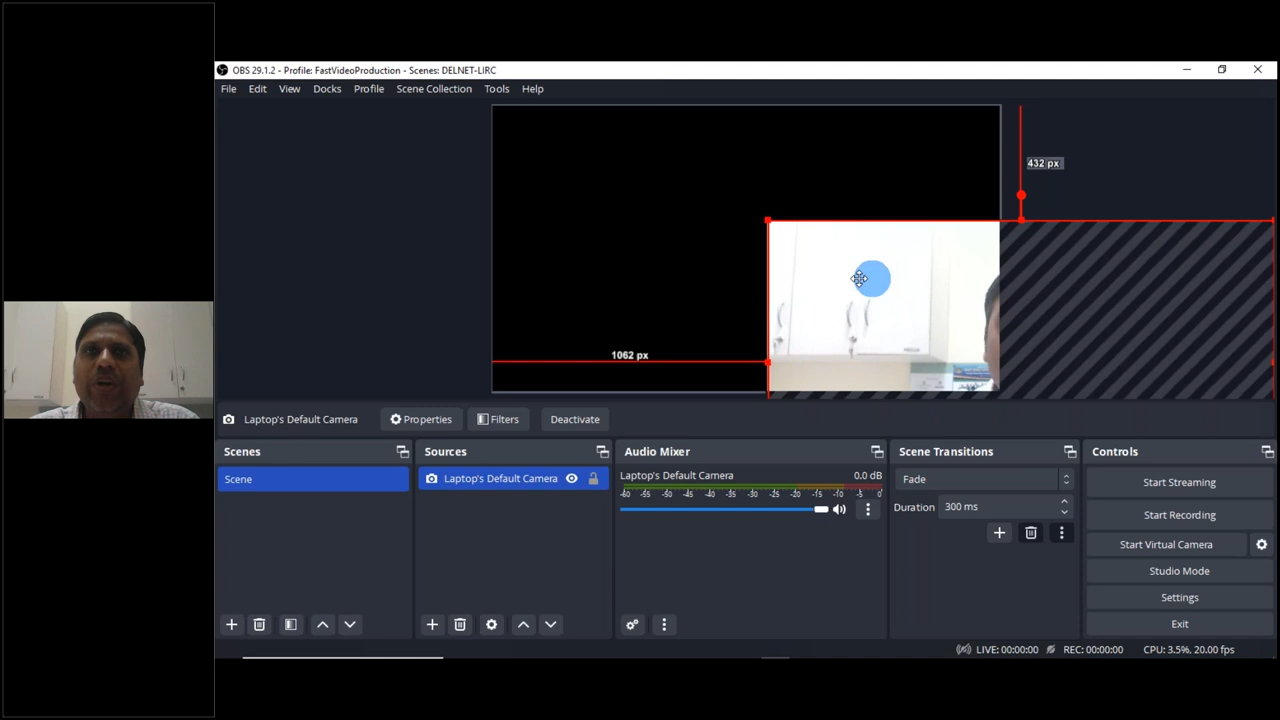 OBS 29.1.2 - Profile: FastVideoProduction - Scenes: DELNET-LIRC
File Edit View Docks Profile Scene Collection Tools Help
432 px
1062 px
Laptop's Default Camera Properties Filters Deactivate
Scenes
Scene
Sources
Laptop's Default Camera
Audio Mixer
Laptop's Default Camera 0.0 dB
-60 -55 -50 -45 -40 -35 -30 -25 -20 -15 -10 -5 0
Scene Transitions
Fade
Duration 300 ms
Controls
Start Streaming
Start Recording
Start Virtual Camera
Studio Mode
Settings
Exit
LIVE: 00:00:00 REC: 00:00:00 CPU: 3.5%, 20.00 fps